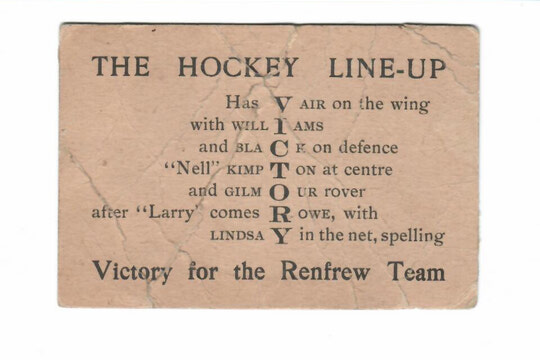 THE HOCKEY LINE-UP
Has VAIR on the wing
with WILLIAMS
and BLACK on defence
"Nell" KIMPTON at centre
and GILMOUR rover
after "Larry' comes ROWE, with
LINDSAY in the net, spelling
Victory for the Renfrew Team